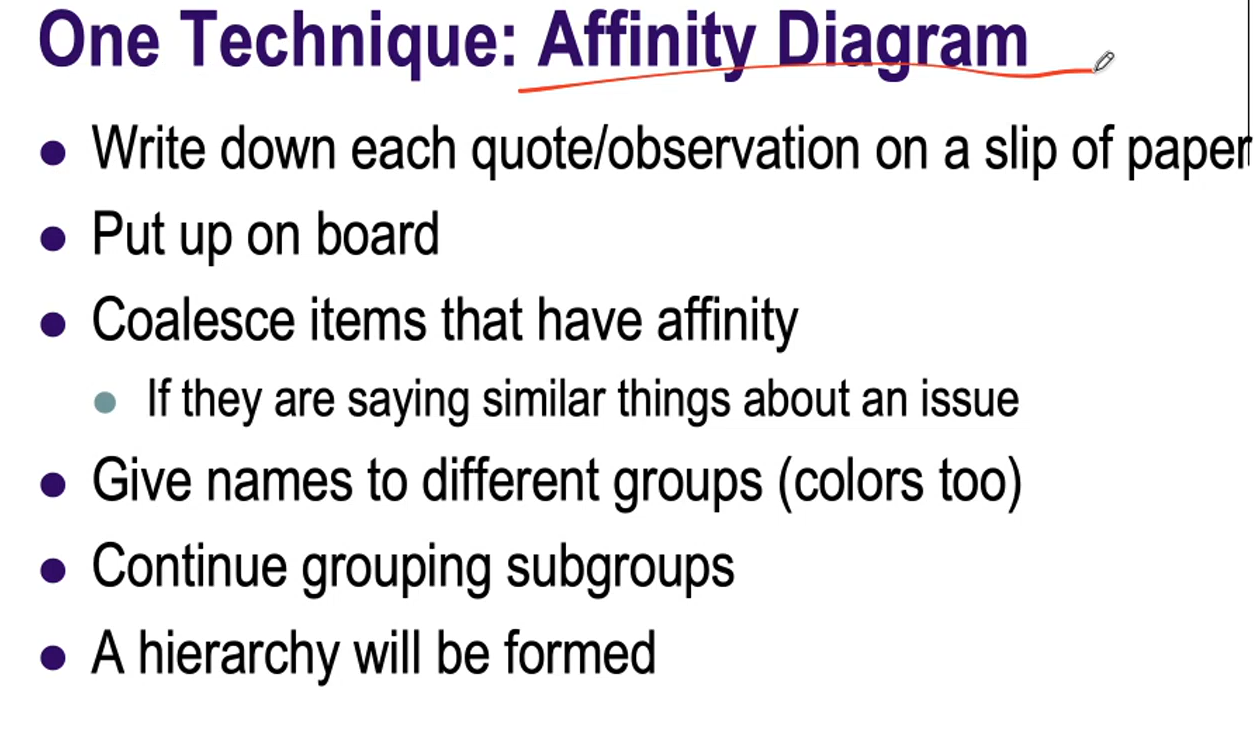 One Technique: Affinity Diagram
Write down each quote/observation on a slip of paper
Put up on board
Coalesce items that have affinity
If they are saying similar things about an issue
Give names to different groups (colors too)
Continue grouping subgroups
A hierarchy will be formed